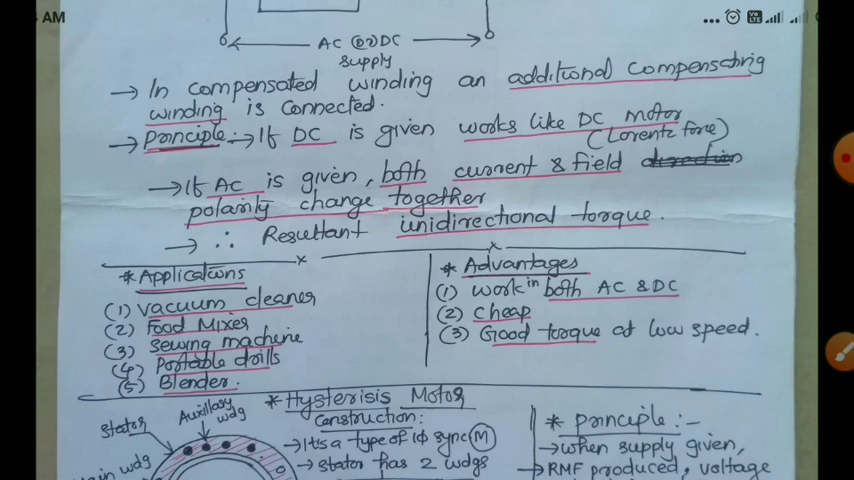 AM
Vo LTE
AC (or) DC
supply
→ In compensated winding an additional compensating
winding is connected.
→ Principle :- → If DC is given works like DC motor
(Lorentz force)
→ If AC is given, both current & field
polarity change together
→ ∴ Resultant unidirectional torque.
* Applications
(1) vacuum cleaner
(2) Food Mixer
(3) sewing machine
(4) Portable drills
(5) Blender.
* Advantages
(1) work in both AC & DC
(2) Cheap
(3) Good torque at low speed.
* Hysterisis Motor
Construction:
→ It's a type of 1ϕ sync (M)
→ stator has 2 wdgs
Stator
Auxillary
wdg
Main wdg
* principle :-
→ when supply given,
→ RMF produced, voltage